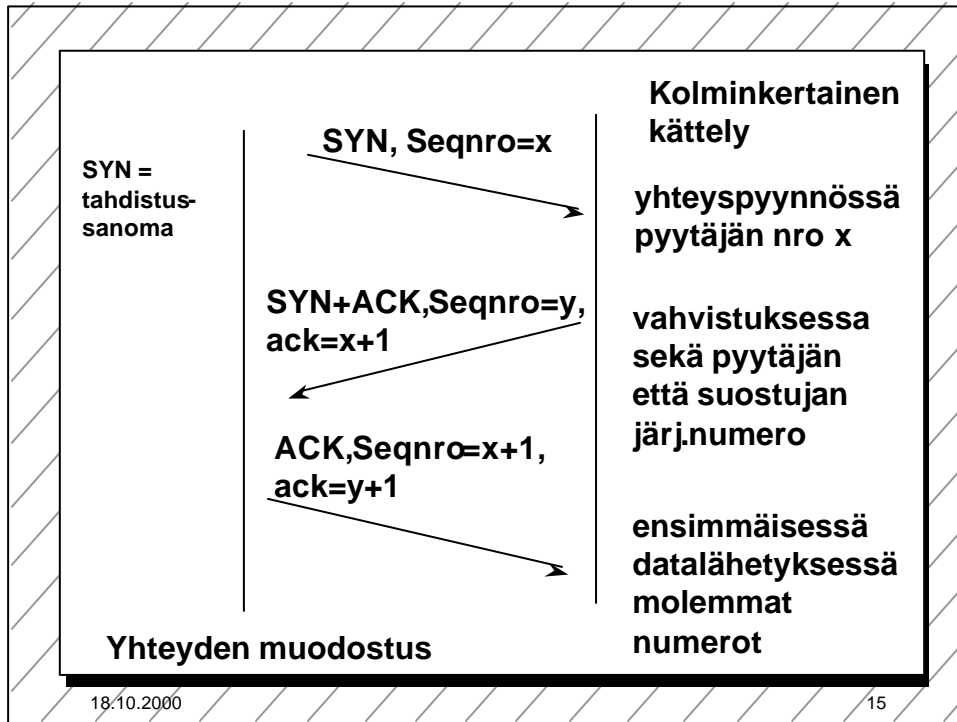 Kolminkertainen
kättely
SYN, Seqnro=x
SYN =
tahdistus-
sanoma
yhteyspyynnössä
pyytäjän nro x
SYN+ACK,Seqnro=y,
ack=x+1
vahvistuksessa
sekä pyytäjän
että suostujan
järj.numero
ACK,Seqnro=x+1,
ack=y+1
ensimmäisessä
datalähetyksessä
molemmat
numerot
Yhteyden muodostus
18.10.2000
15